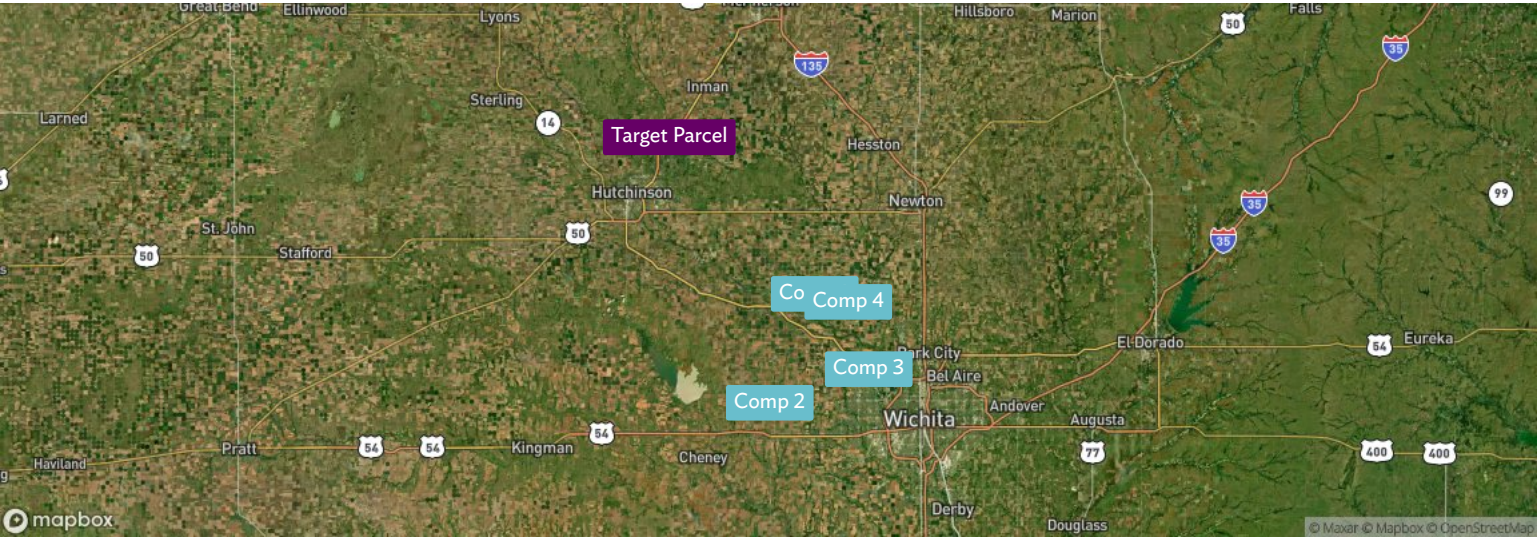 Great Bend
Ellinwood
Lyons
McPherson
Hillsboro
Marion
50
Falls
35
135
Inman
Sterling
14
Larned
Target Parcel
Hesston
Hutchinson
Newton
99
35
St. John
50
35
Stafford
50
Co
Comp 4
El Dorado
54
Eureka
Park City
Comp 3
Bel Aire
Comp 2
Andover
Wichita
Augusta
54
Pratt
54
54
Kingman
Cheney
77
400
400
Haviland
Derby
Douglass
mapbox
© Maxar © Mapbox © OpenStreetMap